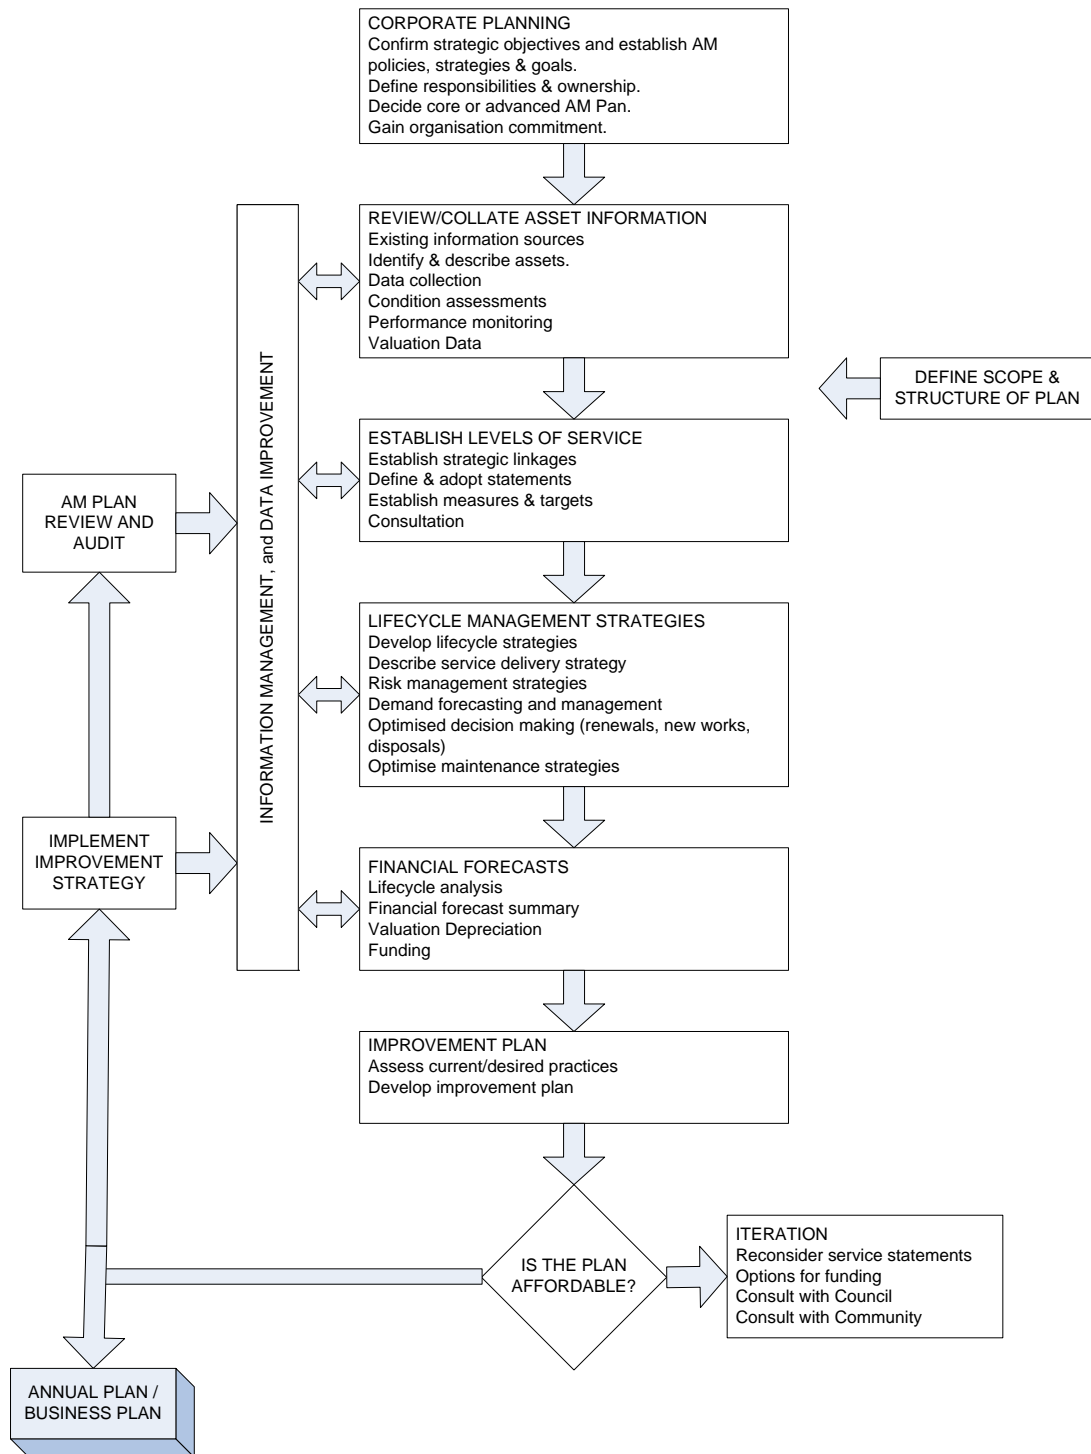 CORPORATE PLANNING
Confirm strategic objectives and establish AM
policies, strategies & goals.
Define responsibilities & ownership.
Decide core or advanced AM Pan.
Gain organisation commitment.
REVIEW/COLLATE ASSET INFORMATION
Existing information sources
Identify & describe assets.
Data collection
Condition assessments
Performance monitoring
Valuation Data
INFORMATION MANAGEMENT, and DATA IMPROVEMENT
DEFINE SCOPE &
STRUCTURE OF PLAN
ESTABLISH LEVELS OF SERVICE
Establish strategic linkages
Define & adopt statements
Establish measures & targets
Consultation
AM PLAN
REVIEW AND
AUDIT
LIFECYCLE MANAGEMENT STRATEGIES
Develop lifecycle strategies
Describe service delivery strategy
Risk management strategies
Demand forecasting and management
Optimised decision making (renewals, new works,
disposals)
Optimise maintenance strategies
IMPLEMENT
IMPROVEMENT
STRATEGY
FINANCIAL FORECASTS
Lifecycle analysis
Financial forecast summary
Valuation Depreciation
Funding
IMPROVEMENT PLAN
Assess current/desired practices
Develop improvement plan
IS THE PLAN
AFFORDABLE?
ITERATION
Reconsider service statements
Options for funding
Consult with Council
Consult with Community
ANNUAL PLAN /
BUSINESS PLAN